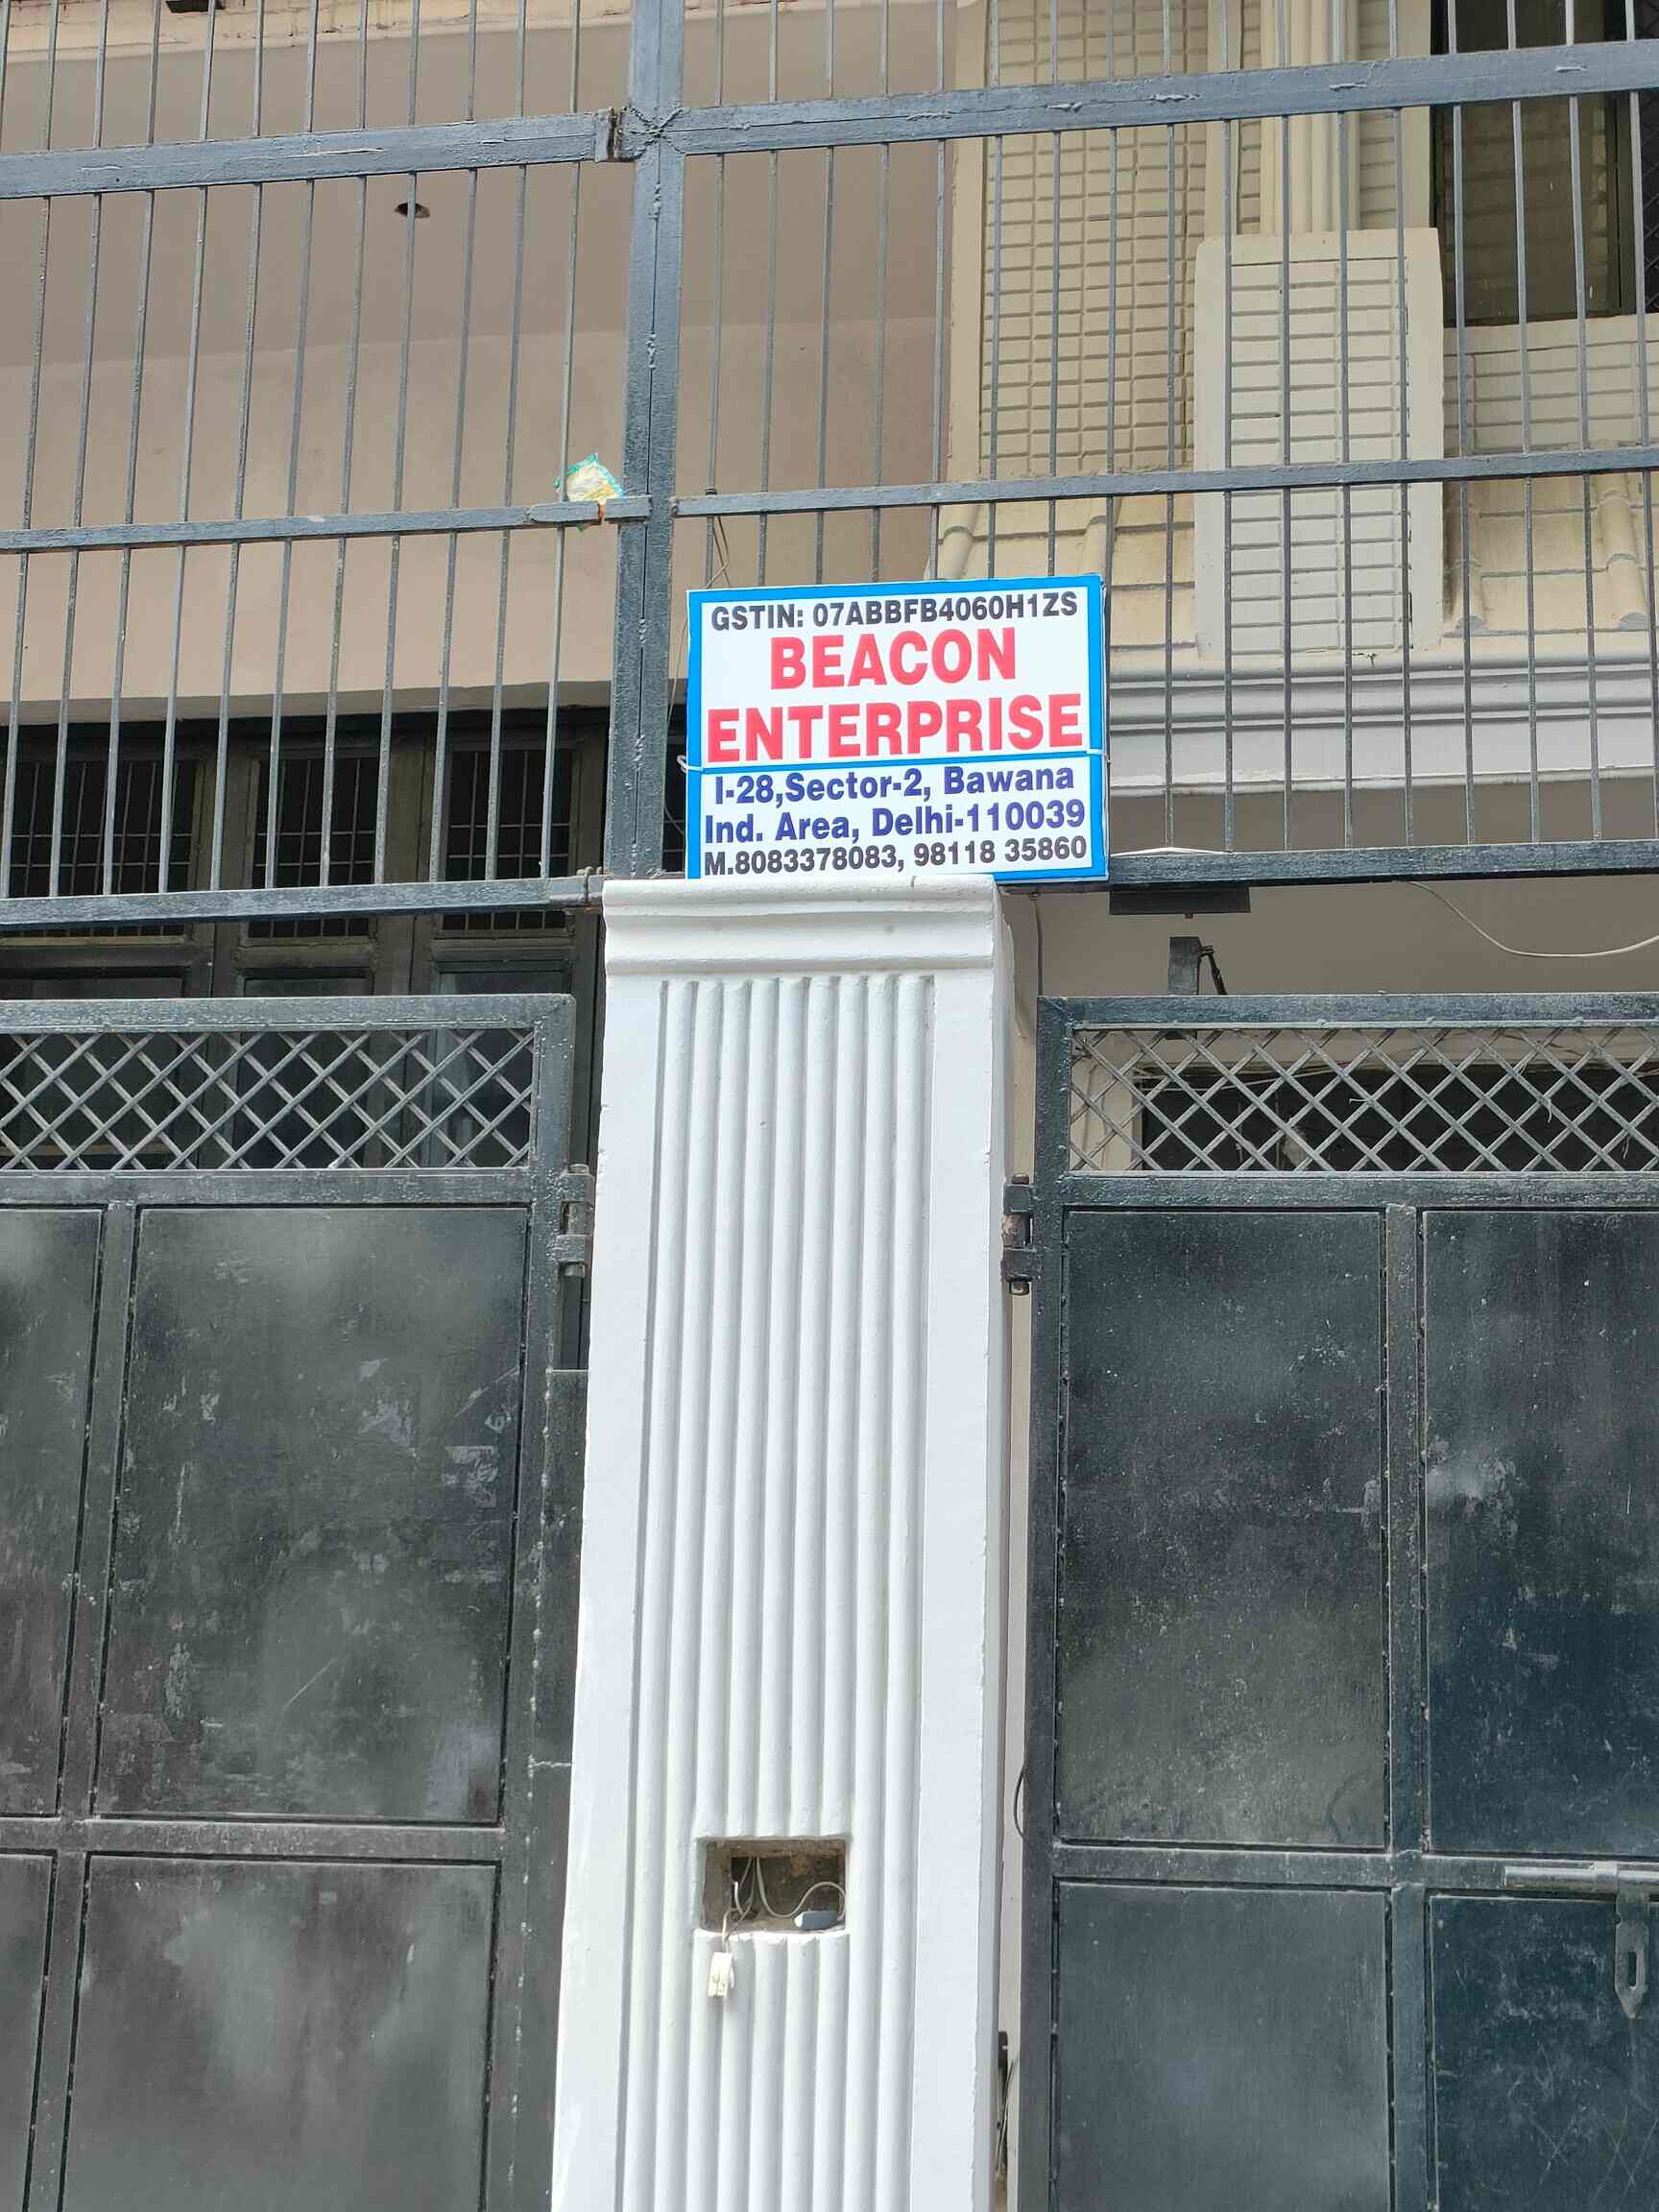 GSTIN: 07ABBFB4060H1ZS
BEACON
ENTERPRISE
I-28,Sector-2, Bawana
Ind. Area, Delhi-110039
M.8083378083, 98118 35860